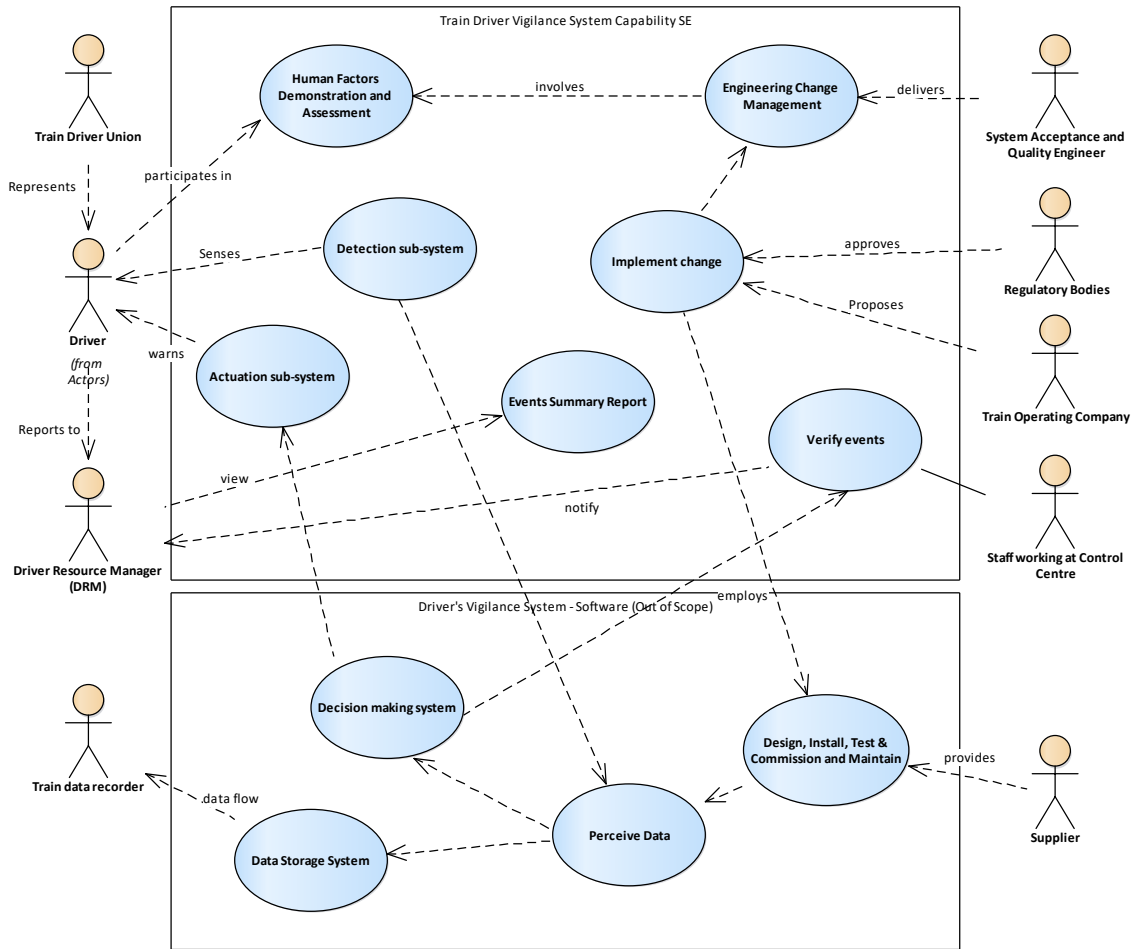 Train Driver Vigilance System Capability SE
Human Factors
Demonstration and
Assessment
involves
Engineering Change
Management
delivers
Train Driver Union
System Acceptance and
Quality Engineer
Represents
participates in
Senses
Detection sub-system
Implement change
approves
Regulatory Bodies
Proposes
Driver
(from
Actors)
warns
Actuation sub-system
Events Summary Report
Train Operating Company
Reports to
Verify events
view
notify
Driver Resource Manager
(DRM)
Staff working at Control
Centre
employs
Driver's Vigilance System - Software (Out of Scope)
Decision making system
Design, Install, Test &
Commission and Maintain
provides
Train data recorder
data flow
Perceive Data
Supplier
Data Storage System